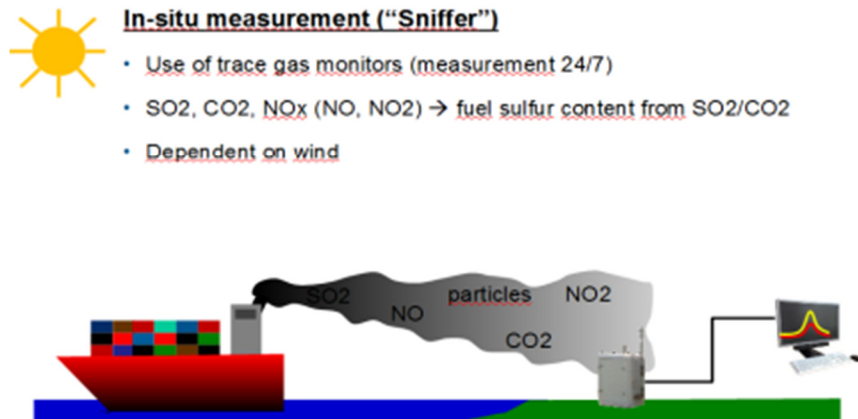 In-situ measurement (“Sniffer”)
• Use of trace gas monitors (measurement 24/7)
• SO2, CO2, NOx (NO, NO2) → fuel sulfur content from SO2/CO2
• Dependent on wind
SO2
particles
NO2
NO
CO2